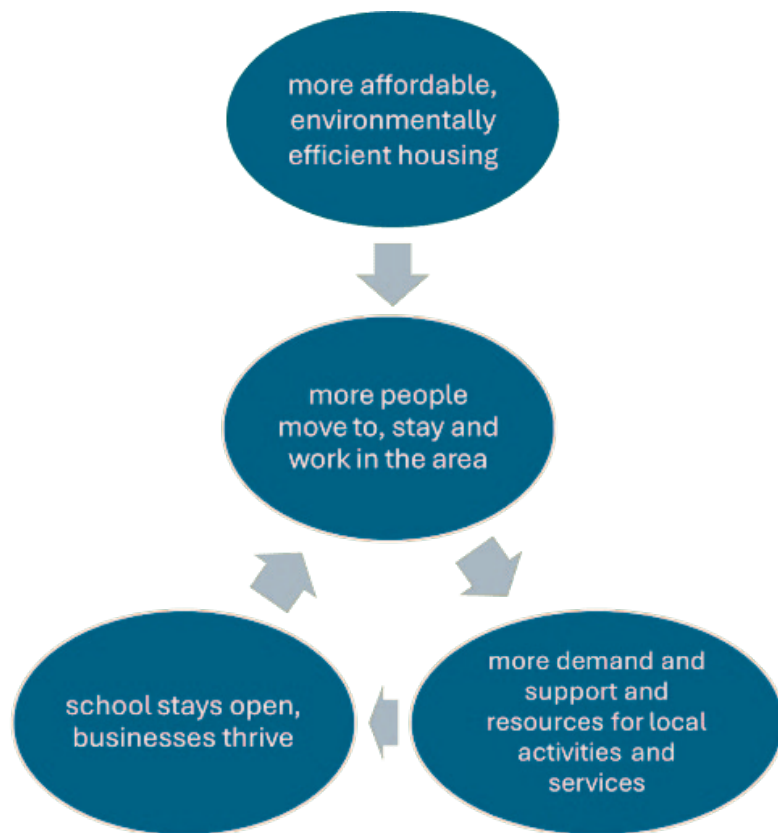 more affordable,
environmentally
efficient housing
more people
move to, stay and
work in the area
more demand and
support and
resources for local
activities and
services
school stays open,
businesses thrive